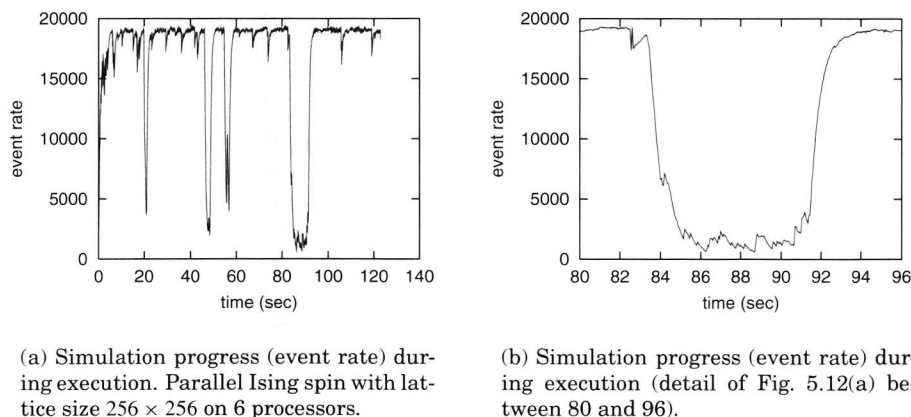 20000
15000
10000
5000
0
event rate
0 20 40 60 80 100 120 140
time (sec)
(a) Simulation progress (event rate) dur-
ing execution. Parallel Ising spin with lat-
tice size 256 × 256 on 6 processors.
20000
15000
10000
5000
0
event rate
80 82 84 86 88 90 92 94 96
time (sec)
(b) Simulation progress (event rate) dur
ing execution (detail of Fig. 5.12(a) be
tween 80 and 96).